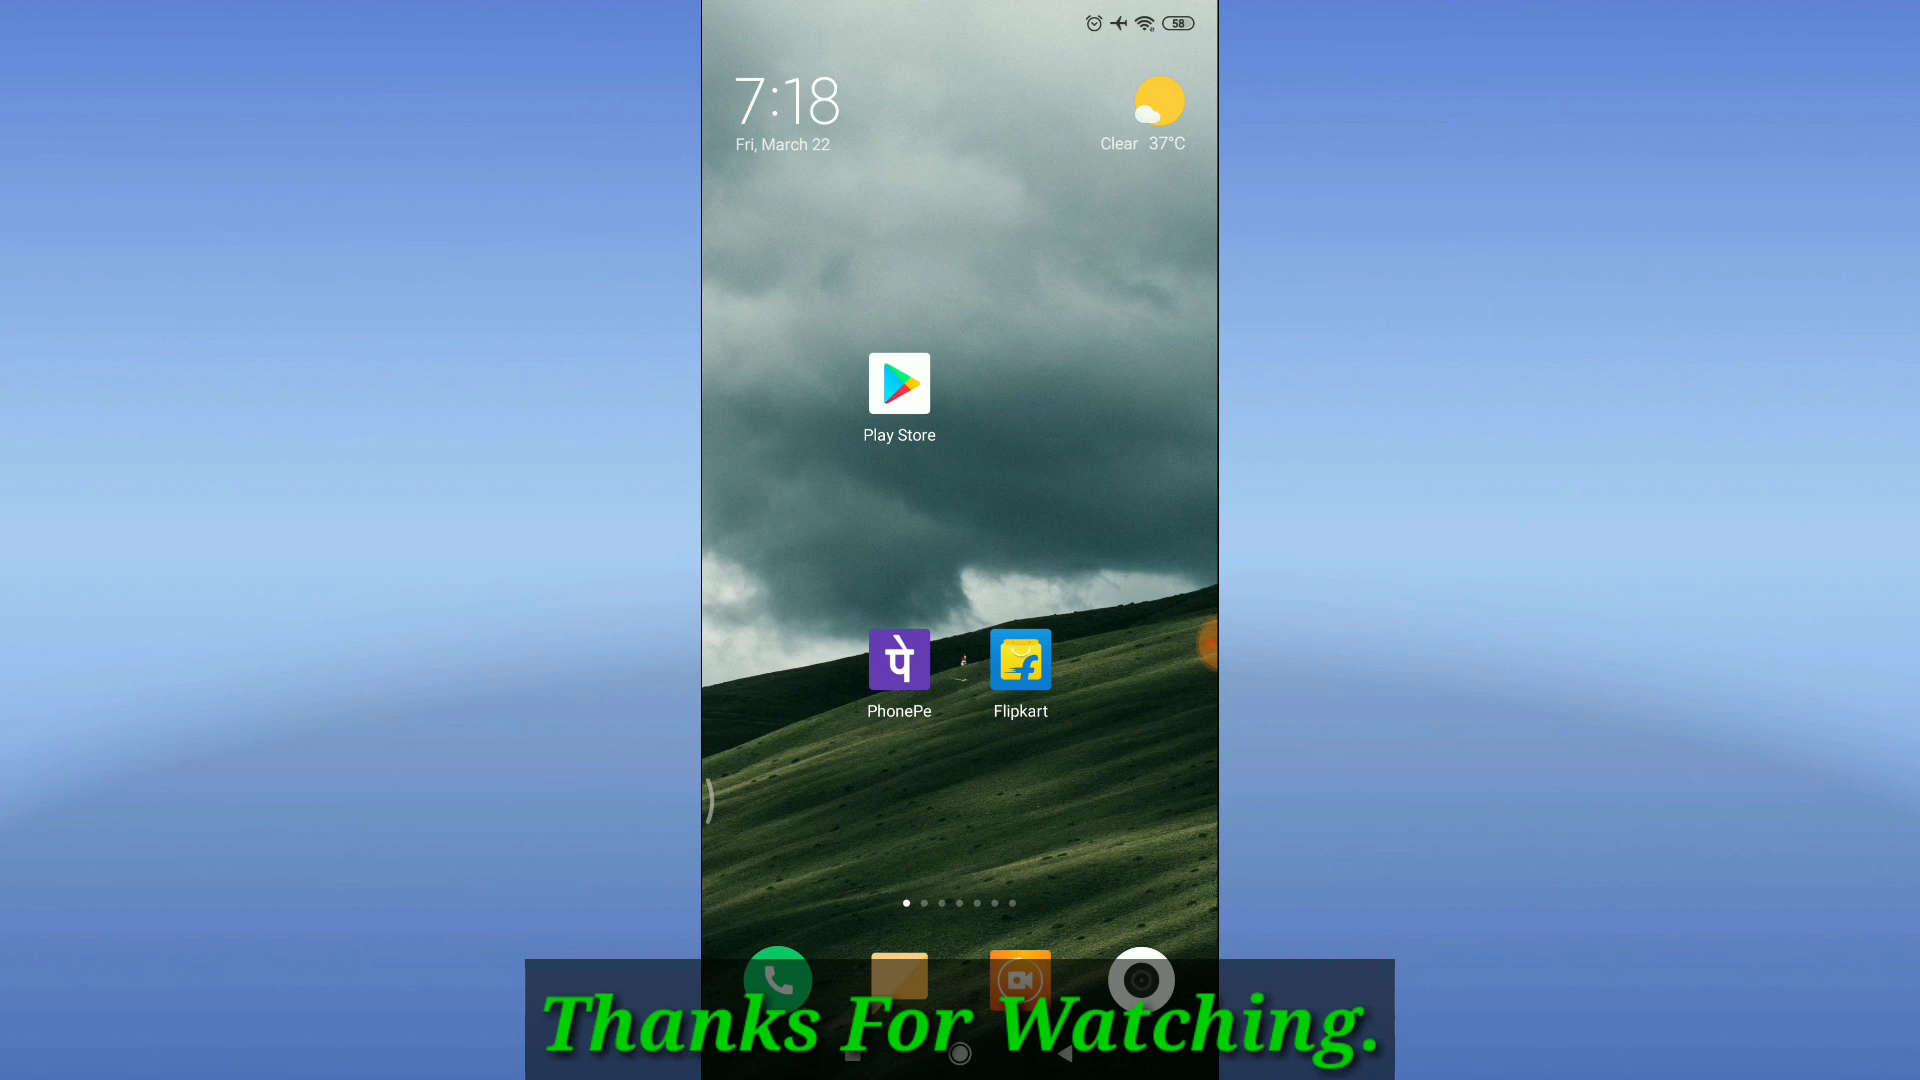 58
7:18
Fri, March 22
Clear 37°C
Play Store
पे
PhonePe
Flipkart
Thanks For Watching.